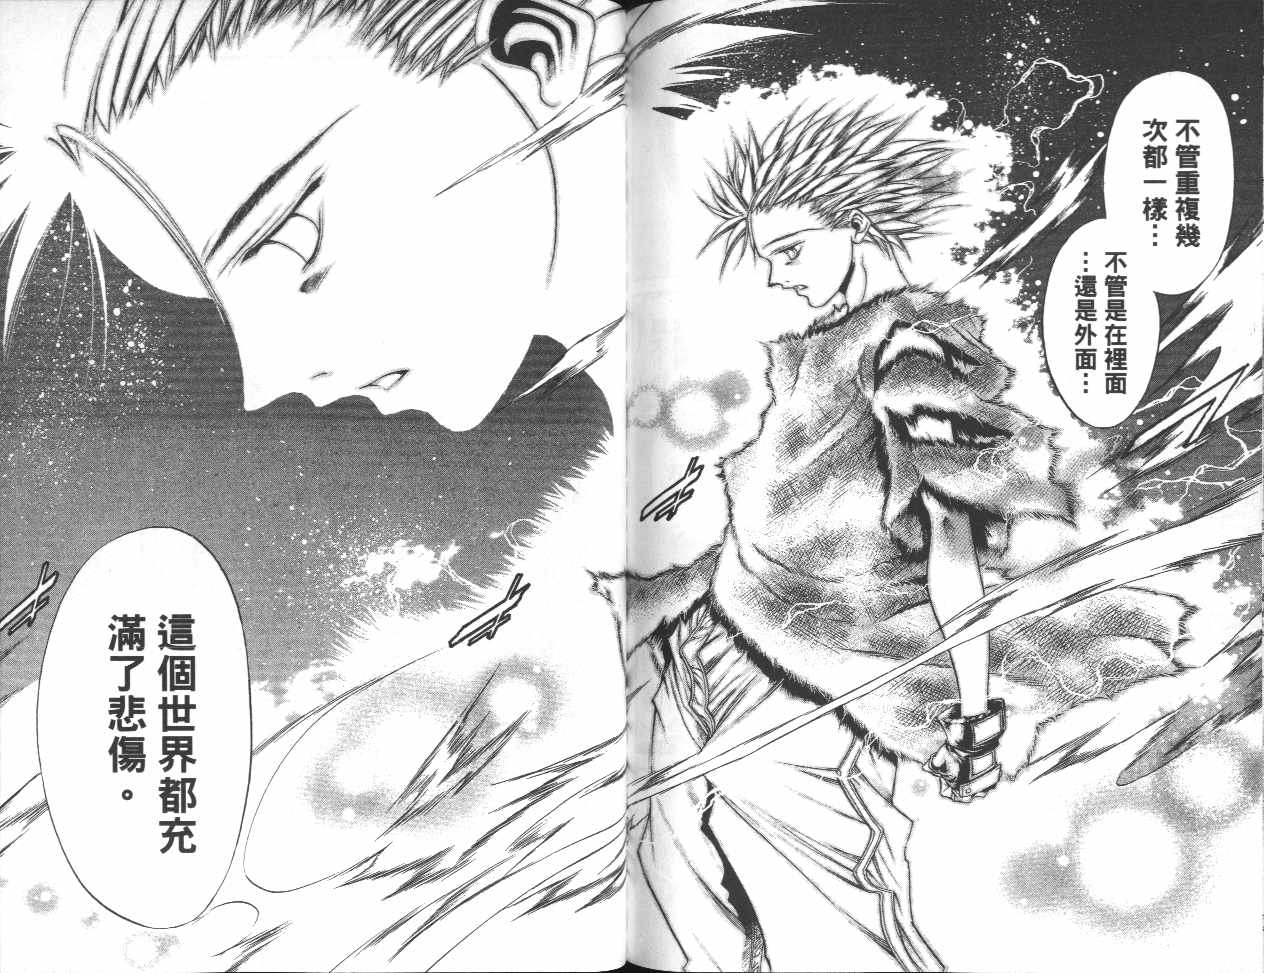 不管重複幾
次都一樣…
不管是在裡面
…還是外面…
這個世界都充
滿了悲傷。